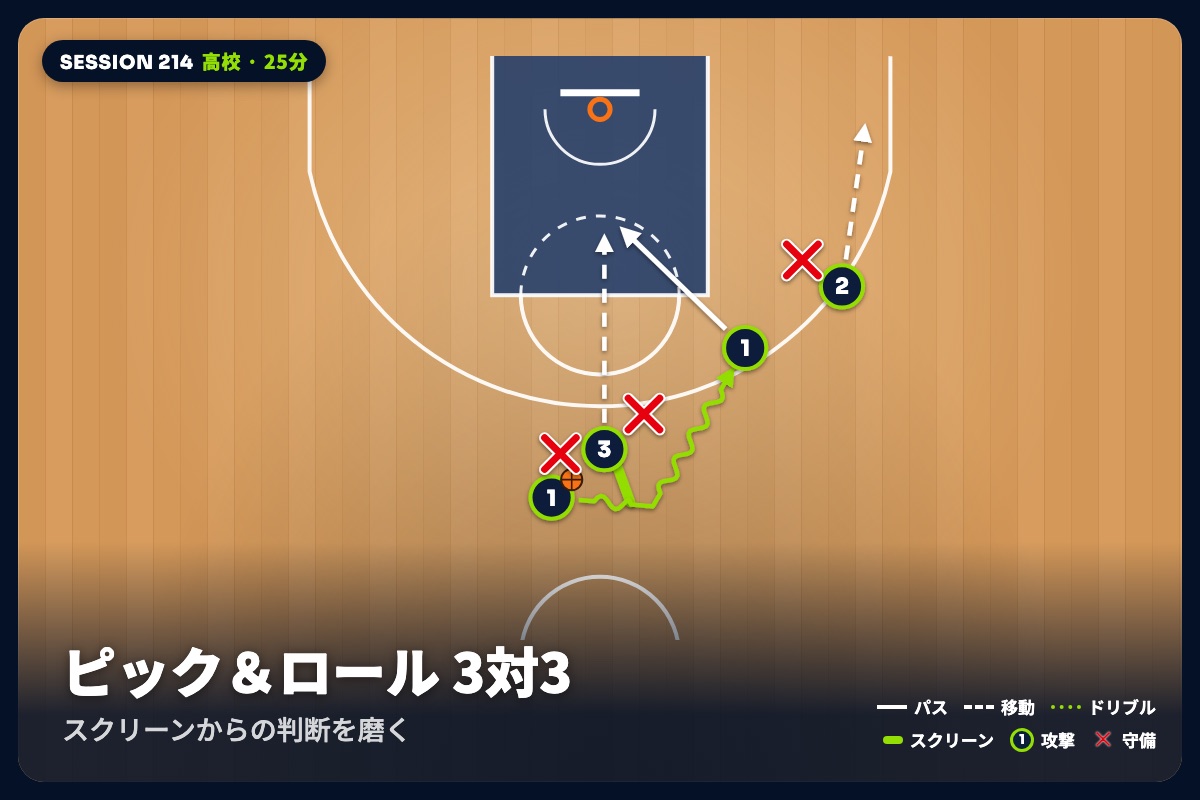 SESSION 214 高校・25分
2
1
3
1
ピック＆ロール 3対3
スクリーンからの判断を磨く
パス 移動 ドリブル
スクリーン 1 攻撃 守備